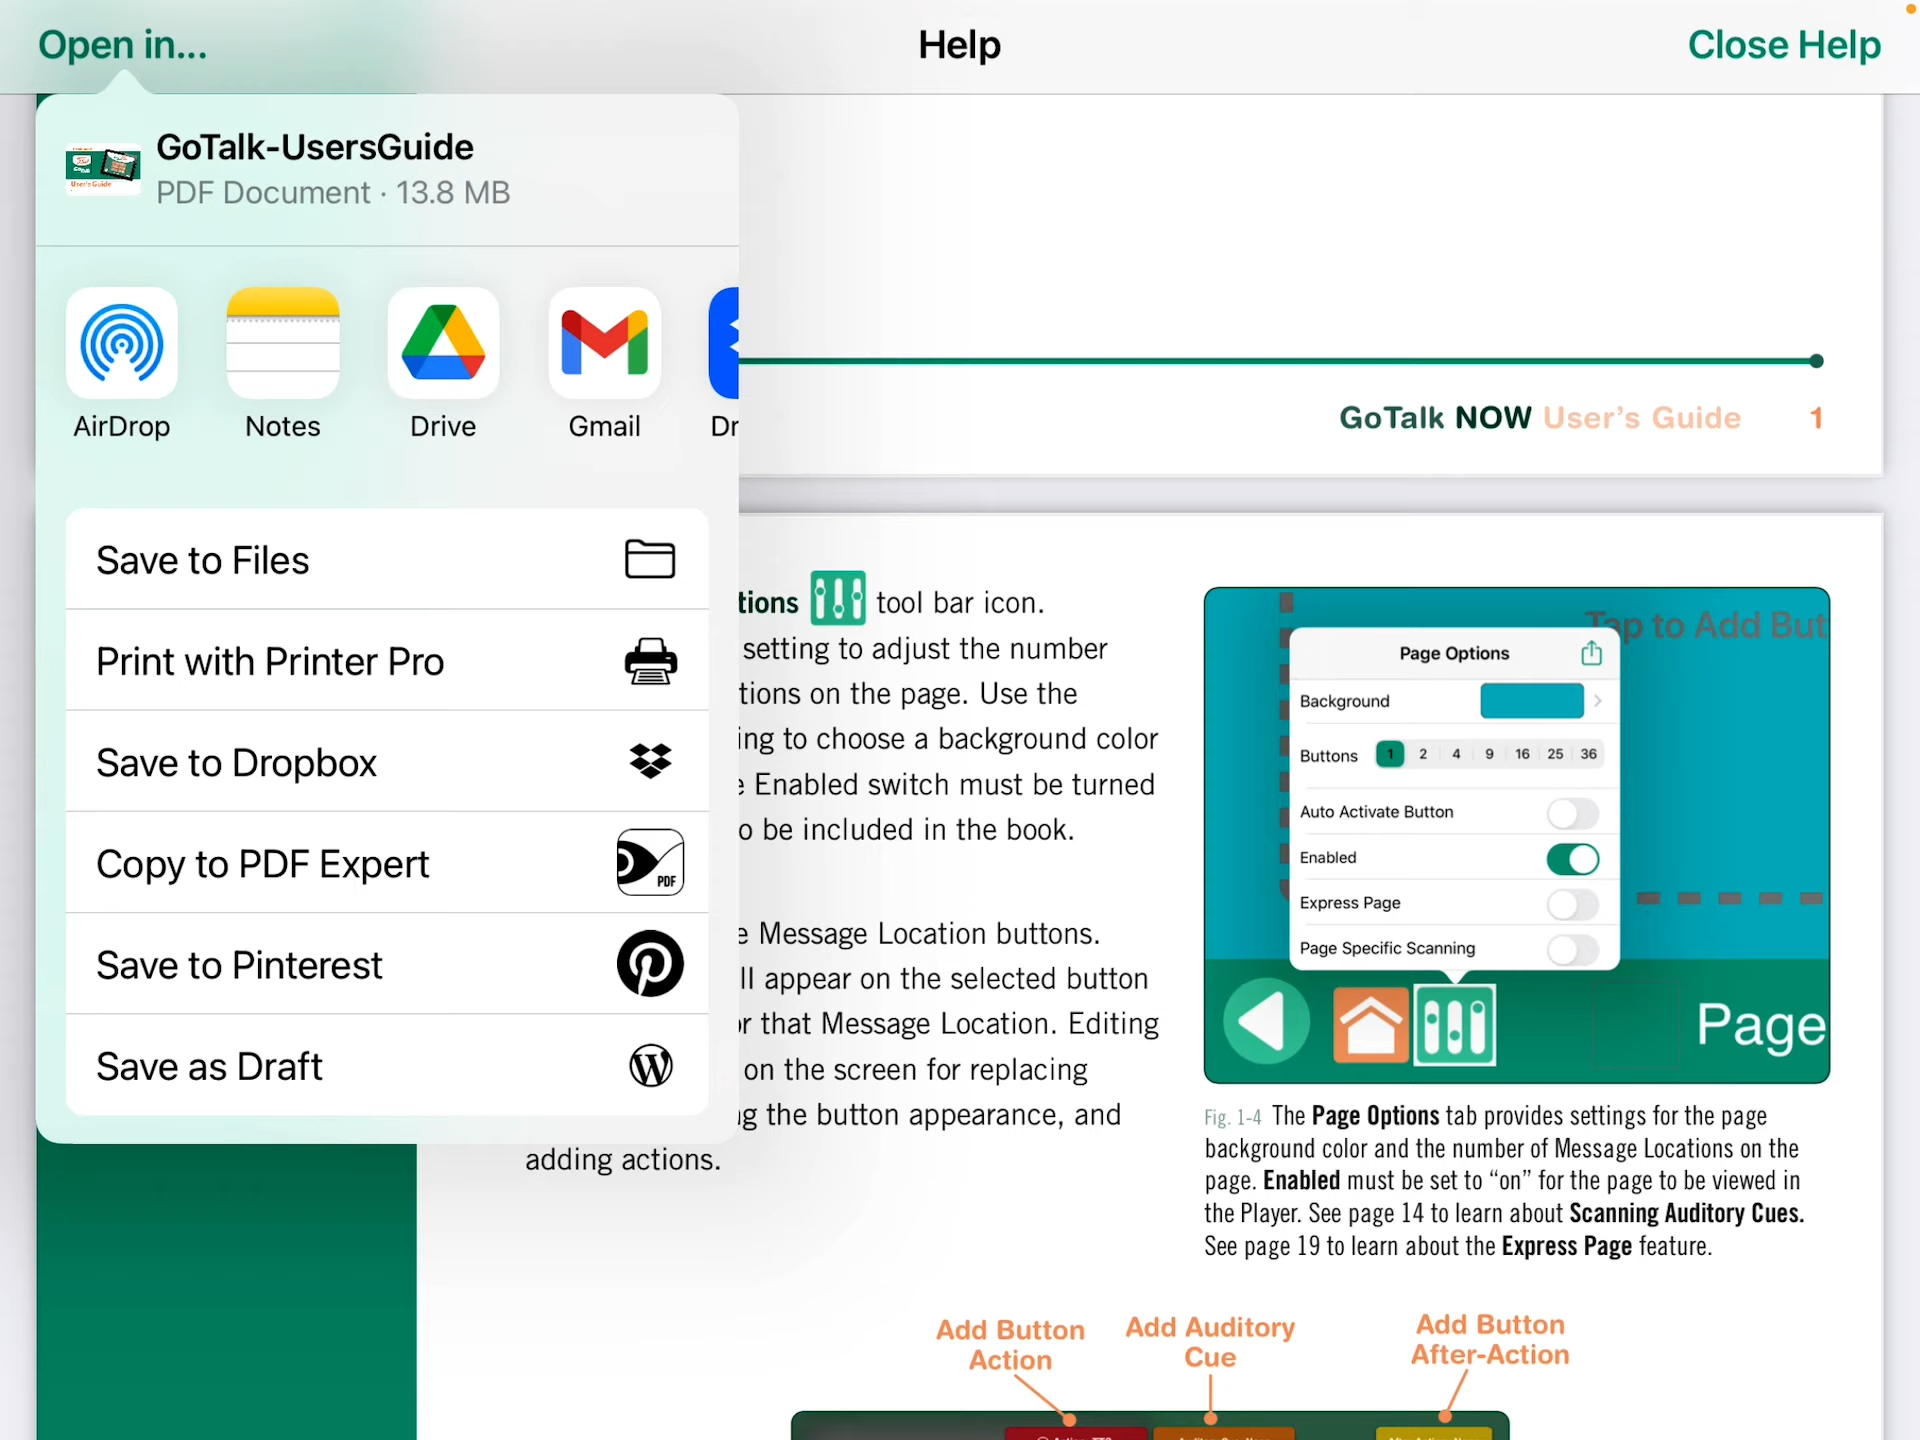 Open in...
Help
Close Help
GoTalk-UsersGuide
PDF Document · 13.8 MB
User's Guide
AirDrop
Notes
Drive
Gmail
Dr
GoTalk NOW User's Guide 1
Save to Files
Print with Printer Pro
Save to Dropbox
Copy to PDF Expert
PDF
Save to Pinterest
Save as Draft
tions tool bar icon.
setting to adjust the number
tions on the page. Use the
ing to choose a background color
e Enabled switch must be turned
o be included in the book.
e Message Location buttons.
ll appear on the selected button
or that Message Location. Editing
on the screen for replacing
g the button appearance, and
adding actions.
Tap to Add But
Page Options
Background
Buttons 1 2 4 9 16 25 36
Auto Activate Button
Enabled
Express Page
Page Specific Scanning
Page
Fig. 1-4 The Page Options tab provides settings for the page
background color and the number of Message Locations on the
page. Enabled must be set to “on” for the page to be viewed in
the Player. See page 14 to learn about Scanning Auditory Cues.
See page 19 to learn about the Express Page feature.
Add Button
Action
Add Auditory
Cue
Add Button
After-Action